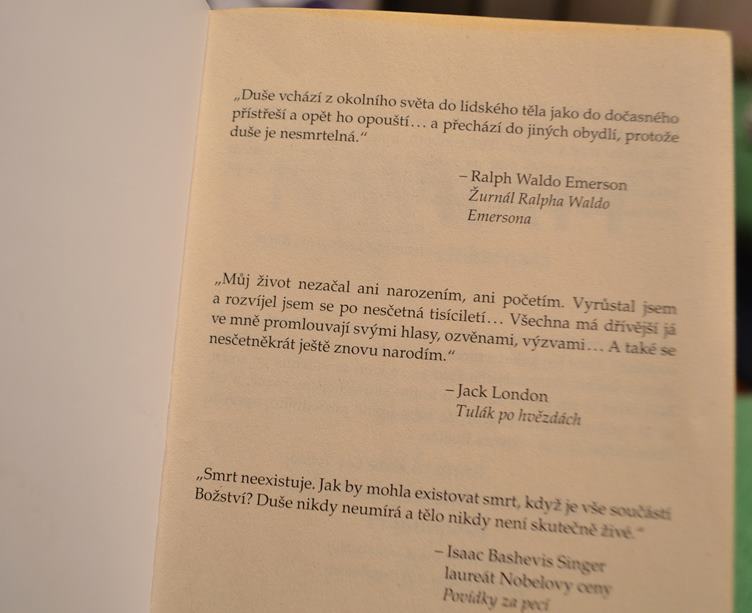 „Duše vchází z okolního světa do lidského těla jako do dočasného
přístřeší a opět ho opouští… a přechází do jiných obydlí, protože
duše je nesmrtelná.“
– Ralph Waldo Emerson
Žurnál Ralpha Waldo
Emersona
„Můj život nezačal ani narozením, ani početím. Vyrůstal jsem
a rozvíjel jsem se po nesčetná tisíciletí… Všechna má dřívější já
ve mně promlouvají svými hlasy, ozvěnami, výzvami… A také se
nesčetněkrát ještě znovu narodím.“
– Jack London
Tulák po hvězdách
„Smrt neexistuje. Jak by mohla existovat smrt, když je vše součástí
Božství? Duše nikdy neumírá a tělo nikdy není skutečně živé.“
– Isaac Bashevis Singer
laureát Nobelovy ceny
Povídky za pecí